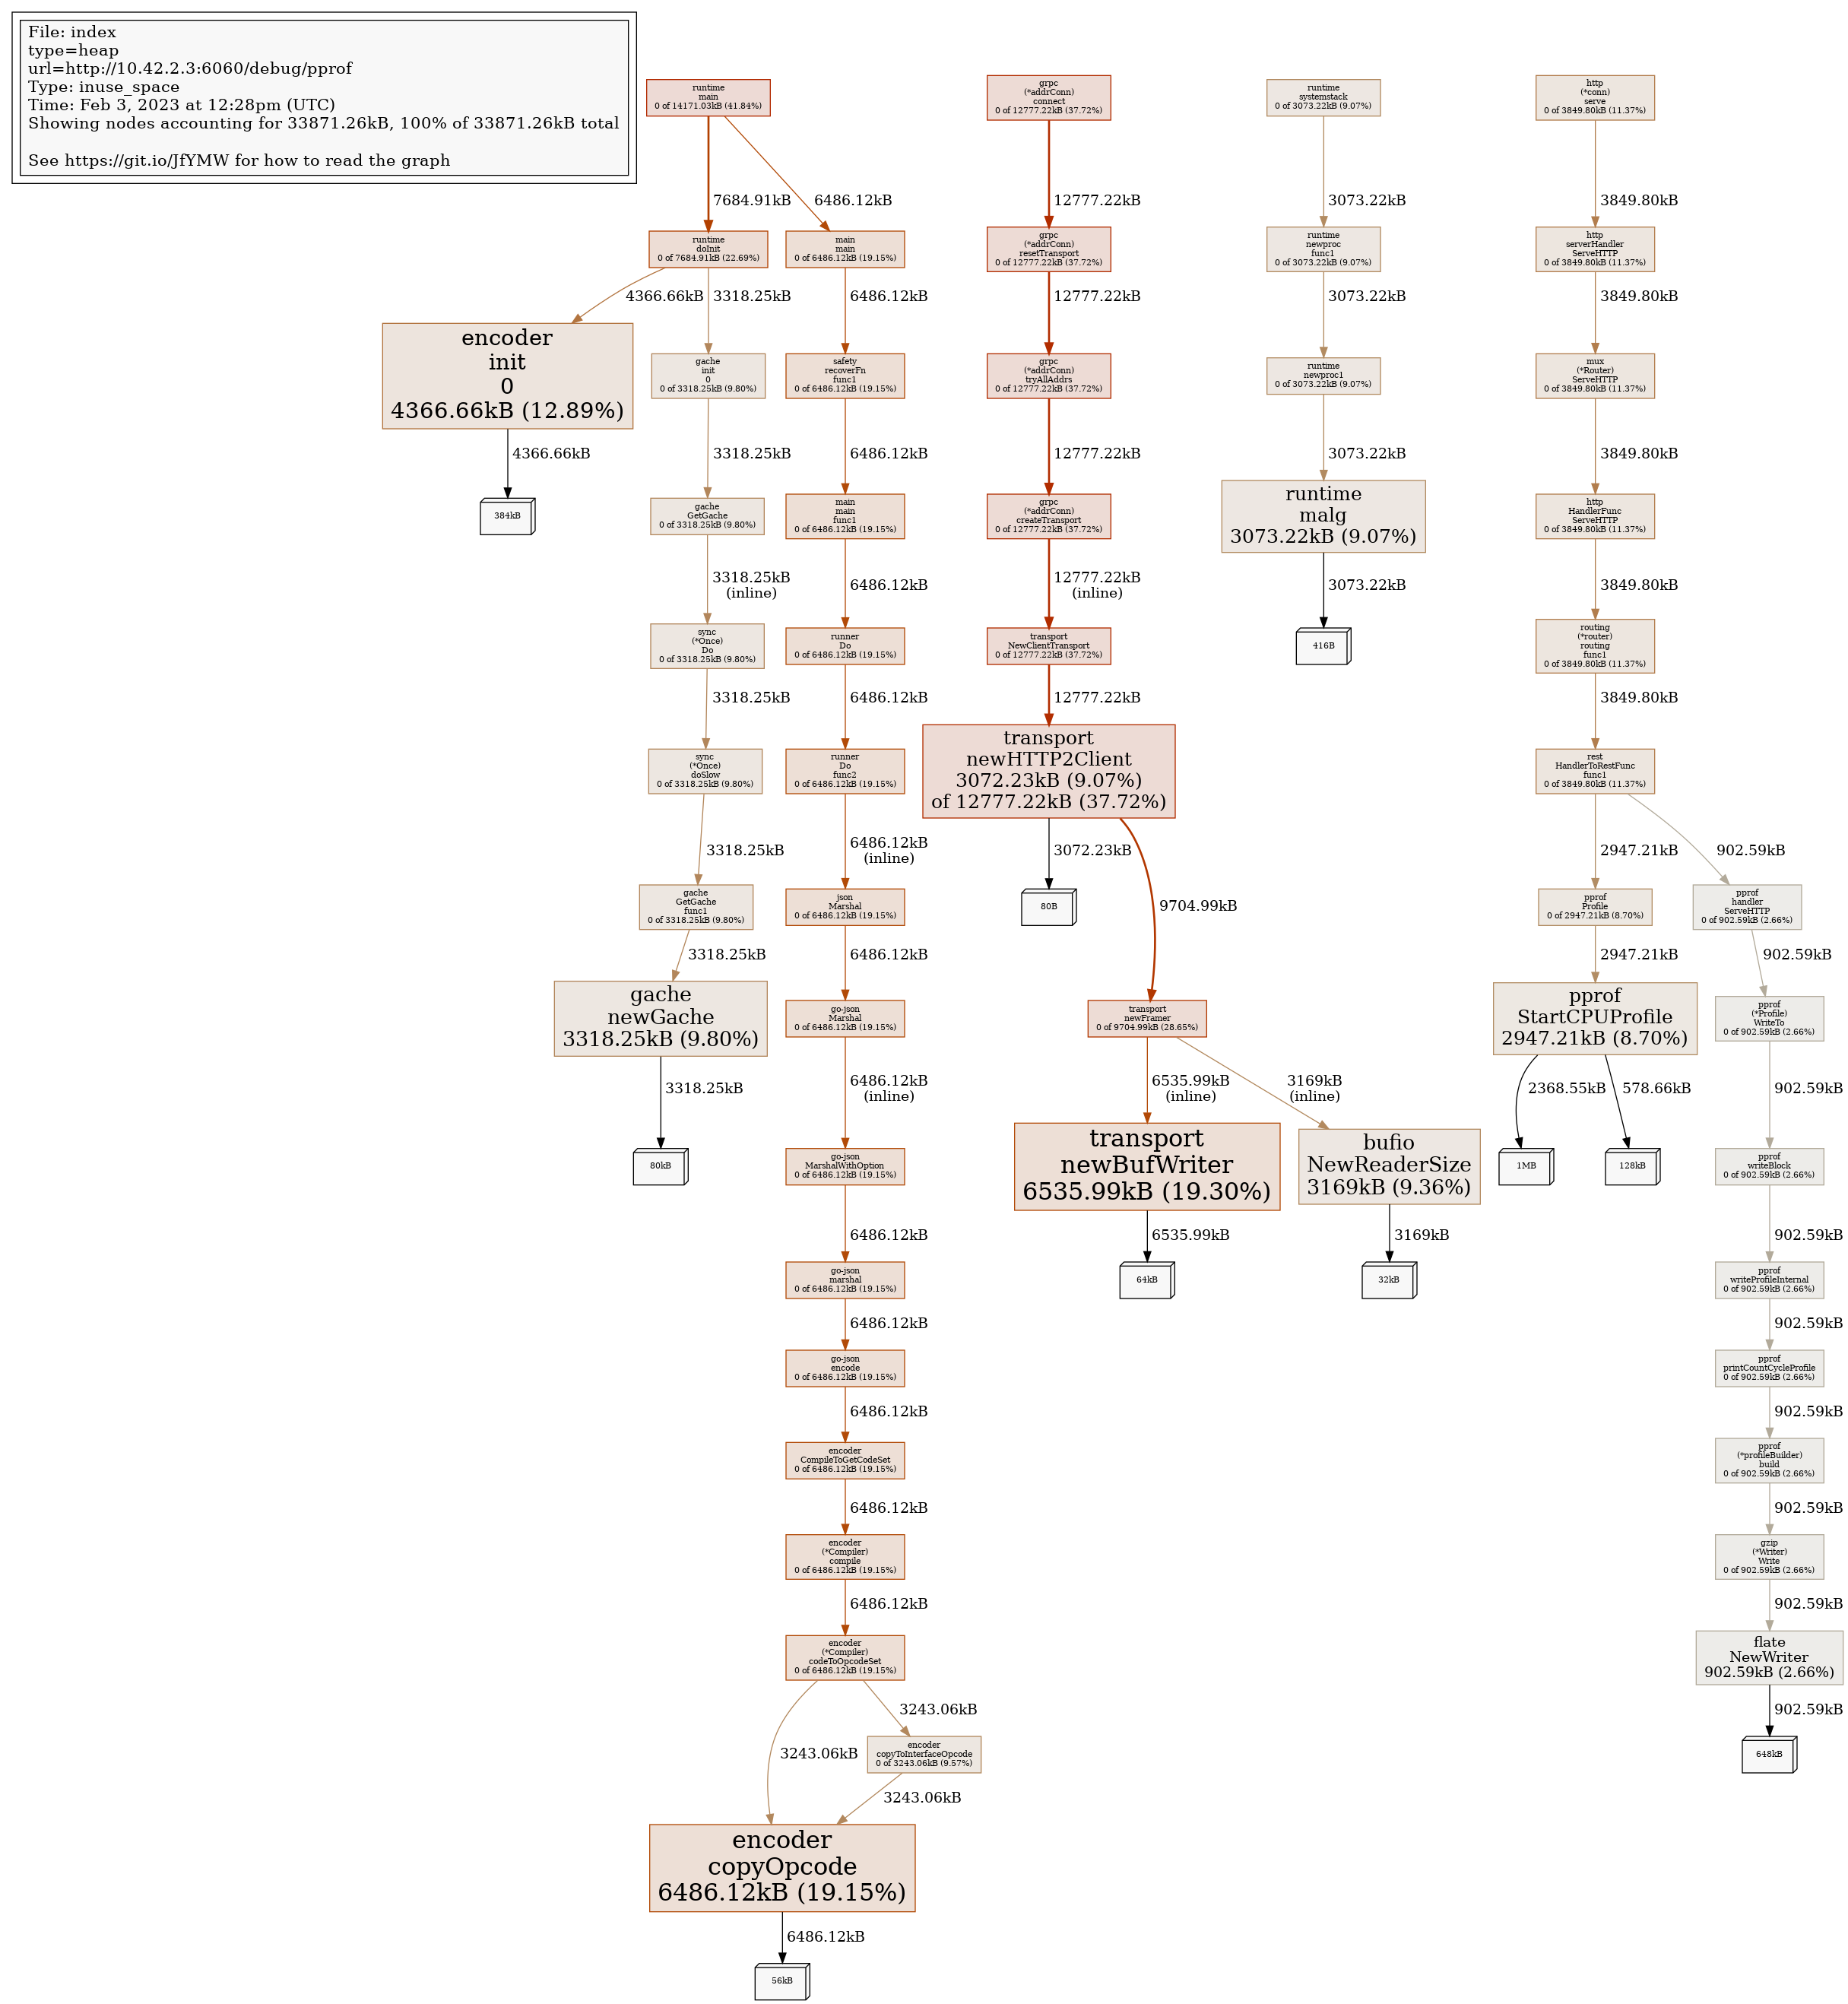 File: index
type=heap
url=http://10.42.2.3:6060/debug/pprof
Type: inuse_space
Time: Feb 3, 2023 at 12:28pm (UTC)
Showing nodes accounting for 33871.26kB, 100% of 33871.26kB total
See https://git.io/JfYMW for how to read the graph
runtime
main
0 of 14171.03kB (41.84%)
7684.91kB
6486.12kB
runtime
doInit
0 of 7684.91kB (22.69%)
4366.66kB
3318.25kB
encoder
init
0
4366.66kB (12.89%)
4366.66kB
384kB
gache
init
0
0 of 3318.25kB (9.80%)
3318.25kB
gache
GetGache
0 of 3318.25kB (9.80%)
3318.25kB
(inline)
sync
(*Once)
Do
0 of 3318.25kB (9.80%)
3318.25kB
sync
(*Once)
doSlow
0 of 3318.25kB (9.80%)
3318.25kB
gache
GetGache
func1
0 of 3318.25kB (9.80%)
3318.25kB
gache
newGache
3318.25kB (9.80%)
3318.25kB
80kB
main
main
0 of 6486.12kB (19.15%)
6486.12kB
safety
recoverFn
func1
0 of 6486.12kB (19.15%)
6486.12kB
main
main
func1
0 of 6486.12kB (19.15%)
6486.12kB
runner
Do
0 of 6486.12kB (19.15%)
6486.12kB
runner
Do
func2
0 of 6486.12kB (19.15%)
6486.12kB
(inline)
json
Marshal
0 of 6486.12kB (19.15%)
6486.12kB
go-json
Marshal
0 of 6486.12kB (19.15%)
6486.12kB
(inline)
go-json
MarshalWithOption
0 of 6486.12kB (19.15%)
6486.12kB
go-json
marshal
0 of 6486.12kB (19.15%)
6486.12kB
go-json
encode
0 of 6486.12kB (19.15%)
6486.12kB
encoder
CompileToGetCodeSet
0 of 6486.12kB (19.15%)
6486.12kB
encoder
(*Compiler)
compile
0 of 6486.12kB (19.15%)
6486.12kB
encoder
(*Compiler)
codeToOpcodeSet
0 of 6486.12kB (19.15%)
3243.06kB
3243.06kB
encoder
copyToInterfaceOpcode
0 of 3243.06kB (9.57%)
3243.06kB
encoder
copyOpcode
6486.12kB (19.15%)
6486.12kB
56kB
grpc
(*addrConn)
connect
0 of 12777.22kB (37.72%)
12777.22kB
grpc
(*addrConn)
resetTransport
0 of 12777.22kB (37.72%)
12777.22kB
grpc
(*addrConn)
tryAllAddrs
0 of 12777.22kB (37.72%)
12777.22kB
grpc
(*addrConn)
createTransport
0 of 12777.22kB (37.72%)
12777.22kB
(inline)
transport
NewClientTransport
0 of 12777.22kB (37.72%)
12777.22kB
transport
newHTTP2Client
3072.23kB (9.07%)
of 12777.22kB (37.72%)
3072.23kB
80B
9704.99kB
transport
newFramer
0 of 9704.99kB (28.65%)
6535.99kB
(inline)
3169kB
(inline)
transport
newBufWriter
6535.99kB (19.30%)
6535.99kB
64kB
bufio
NewReaderSize
3169kB (9.36%)
3169kB
32kB
runtime
systemstack
0 of 3073.22kB (9.07%)
3073.22kB
runtime
newproc
func1
0 of 3073.22kB (9.07%)
3073.22kB
runtime
newproc1
0 of 3073.22kB (9.07%)
3073.22kB
runtime
malg
3073.22kB (9.07%)
3073.22kB
416B
http
(*conn)
serve
0 of 3849.80kB (11.37%)
3849.80kB
http
serverHandler
ServeHTTP
0 of 3849.80kB (11.37%)
3849.80kB
mux
(*Router)
ServeHTTP
0 of 3849.80kB (11.37%)
3849.80kB
http
HandlerFunc
ServeHTTP
0 of 3849.80kB (11.37%)
3849.80kB
routing
(*router)
routing
func1
0 of 3849.80kB (11.37%)
3849.80kB
rest
HandlerToRestFunc
func1
0 of 3849.80kB (11.37%)
2947.21kB
902.59kB
pprof
Profile
0 of 2947.21kB (8.70%)
2947.21kB
pprof
StartCPUProfile
2947.21kB (8.70%)
2368.55kB
578.66kB
1MB
128kB
pprof
handler
ServeHTTP
0 of 902.59kB (2.66%)
902.59kB
pprof
(*Profile)
WriteTo
0 of 902.59kB (2.66%)
902.59kB
pprof
writeBlock
0 of 902.59kB (2.66%)
902.59kB
pprof
writeProfileInternal
0 of 902.59kB (2.66%)
902.59kB
pprof
printCountCycleProfile
0 of 902.59kB (2.66%)
902.59kB
pprof
(*profileBuilder)
build
0 of 902.59kB (2.66%)
902.59kB
gzip
(*Writer)
Write
0 of 902.59kB (2.66%)
902.59kB
flate
NewWriter
902.59kB (2.66%)
902.59kB
648kB